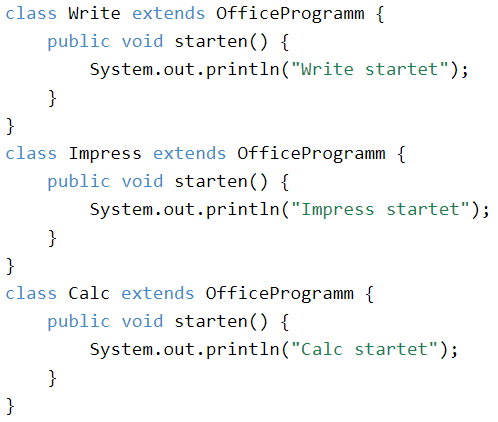 class Write extends OfficeProgramm {
    public void starten() {
        System.out.println("Write startet");
    }
}
class Impress extends OfficeProgramm {
    public void starten() {
        System.out.println("Impress startet");
    }
}
class Calc extends OfficeProgramm {
    public void starten() {
        System.out.println("Calc startet");
    }
}